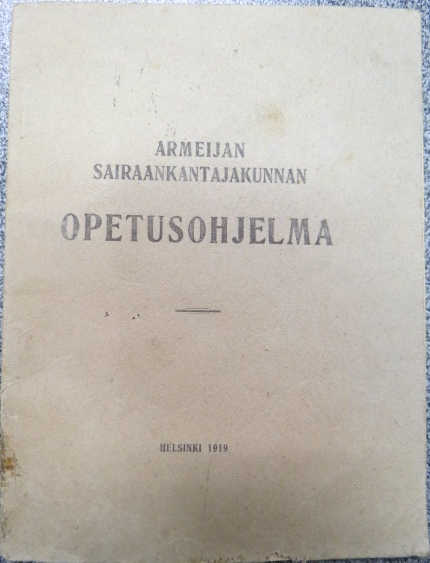 ARMEIJAN
SAIRAANKANTAJAKUNNAN
OPETUSOHJELMA
HELSINKI 1919